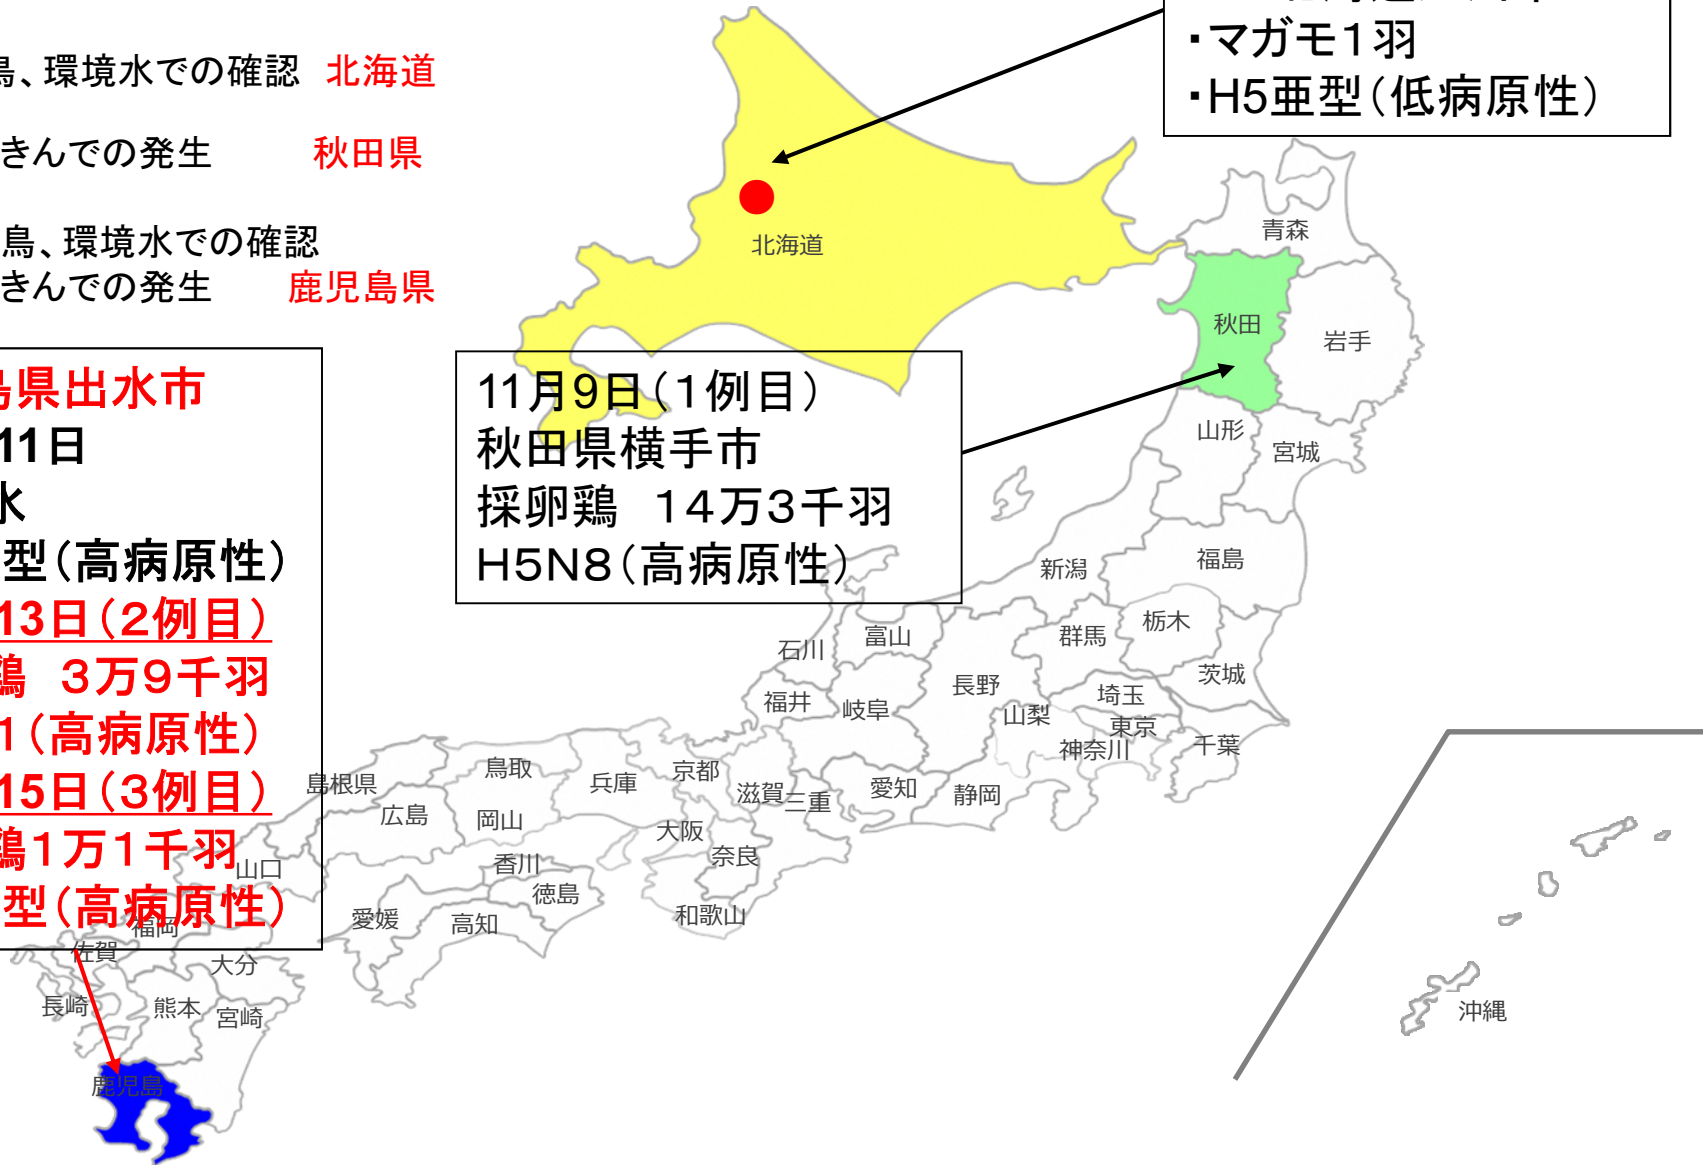 ・マガモ１羽
・H5亜型（低病原性）
鳥、環境水での確認　北海道
きんでの発生　秋田県
鳥、環境水での確認
きんでの発生　鹿児島県
島県出水市
11日
水
型（高病原性）
13日（２例目）
鶏　３万９千羽
1（高病原性）
15日（３例目）
鶏１万１千羽
型（高病原性）
11月９日（１例目）
秋田県横手市
採卵鶏　１４万３千羽
H5N8（高病原性）
北海道
青森
秋田
岩手
山形
宮城
新潟
福島
石川
富山
群馬
栃木
福井
岐阜
長野
埼玉
茨城
山梨
東京
神奈川
千葉
島根県
鳥取
兵庫
京都
滋賀
三重
愛知
静岡
広島
岡山
大阪
奈良
山口
香川
徳島
愛媛
高知
和歌山
福岡
佐賀
大分
長崎
熊本
宮崎
鹿児島
沖縄